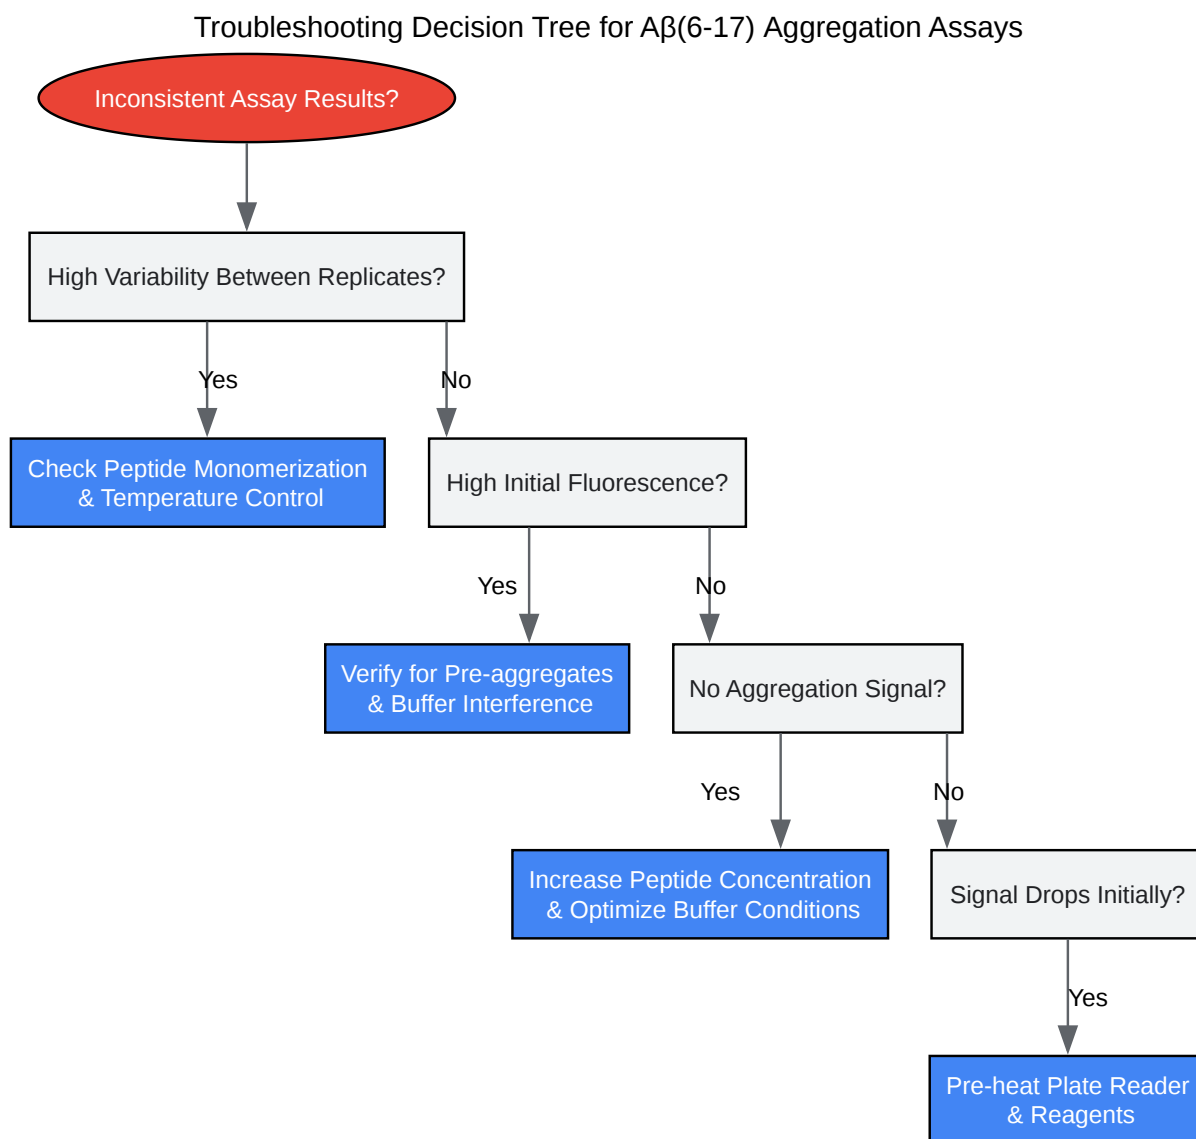 Troubleshooting Decision Tree for Aβ(6-17) Aggregation Assays
Inconsistent Assay Results?
High Variability Between Replicates?
Yes
No
Check Peptide Monomerization
& Temperature Control
High Initial Fluorescence?
Yes
No
Verify for Pre-aggregates
& Buffer Interference
No Aggregation Signal?
Yes
No
Increase Peptide Concentration
& Optimize Buffer Conditions
Signal Drops Initially?
Yes
Pre-heat Plate Reader
& Reagents